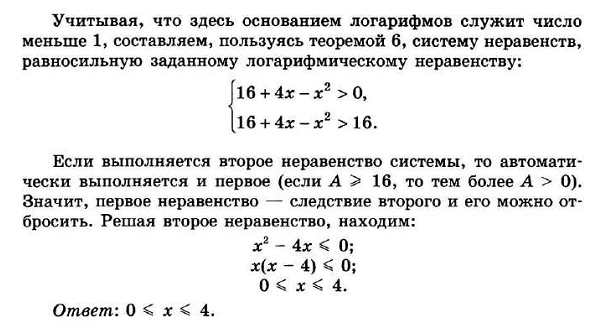 Учитывая, что здесь основанием логарифмов служит число
меньше 1, составляем, пользуясь теоремой 6, систему неравенств,
равносильную заданному логарифмическому неравенству:
16 + 4x – x² > 0,
16 + 4x – x² > 16.
Если выполняется второе неравенство системы, то автомати-
чески выполняется и первое (если A ⩾ 16, то тем более A > 0).
Значит, первое неравенство — следствие второго и его можно от-
бросить. Решая второе неравенство, находим:
x² – 4x ⩽ 0;
x(x – 4) ⩽ 0;
0 ⩽ x ⩽ 4.
Ответ: 0 ⩽ x ⩽ 4.